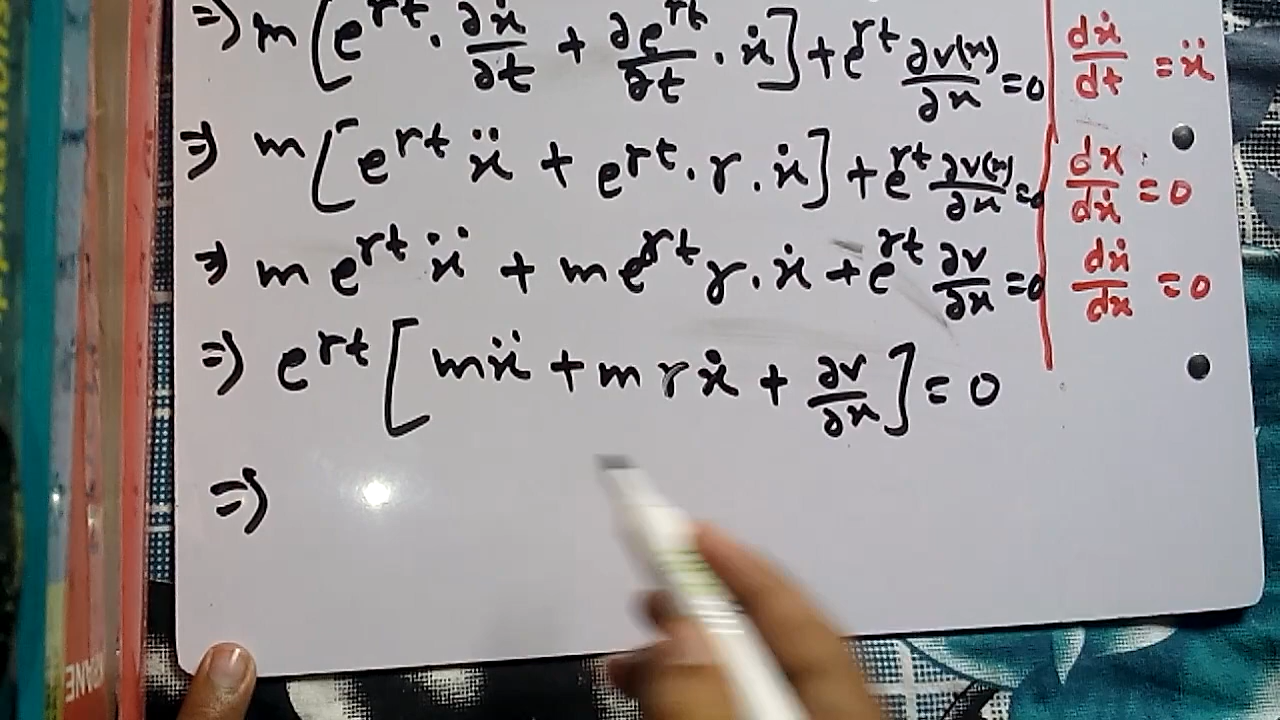 ⇒ m[e^{rt} · ∂ẋ/∂t + ∂e^{rt}/∂t · ẋ] + e^{rt} ∂v(x)/∂x = 0
dẋ/dt = ẍ
⇒ m[e^{rt} ẍ + e^{rt} · r · ẋ] + e^{rt} ∂v(x)/∂x = 0
dx/dẋ = 0
⇒ m e^{rt} ẍ + m e^{rt} r · ẋ + e^{rt} ∂v/∂x = 0
dẋ/dx = 0
⇒ e^{rt} [mẍ + m r ẋ + ∂v/∂x] = 0
⇒